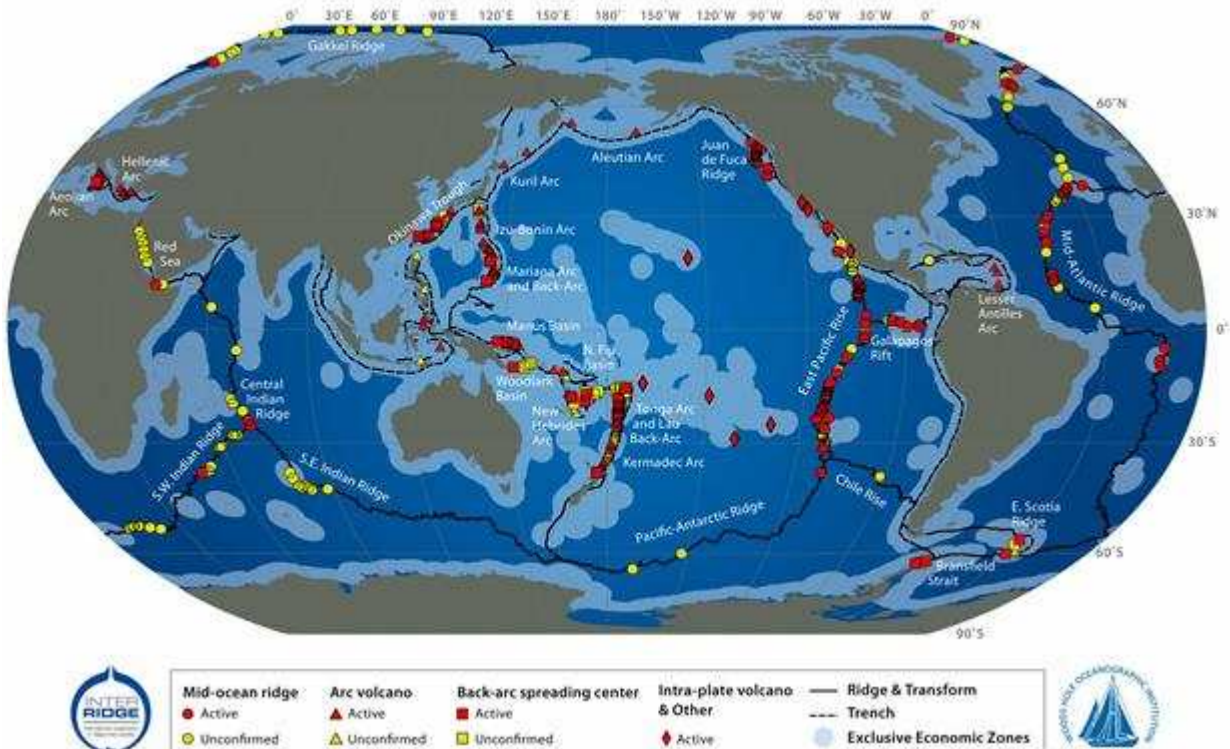 0° 30°E 60°E 90°E 120°E 150°E 180° 150°W 120°W 90°W 60°W 30°W 0° 90°N
Gakkel Ridge
60°N
Hellenic
Arc
Aeolian
Arc
Aleutian Arc
Juan
de Fuca
Ridge
Kuril Arc
Okinawa Trough
30°N
Red
Sea
Izu-Bonin Arc
Mariana Arc
and Back-Arc
Mid-Atlantic Ridge
Lesser
Antilles
Arc
Manus Basin
0°
N. Fiji
Basin
Woodlark
Basin
East Pacific Rise
Galapagos
Rift
Central
Indian
Ridge
New
Hebrides
Arc
Tonga Arc
and Lau
Back-Arc
Kermadec Arc
30°S
S.W. Indian Ridge
S.E. Indian Ridge
Chile Rise
Pacific-Antarctic Ridge
E. Scotia
Ridge
60°S
Bransfield
Strait
90°S
INTER
RIDGE
Mid-ocean ridge
Active
Unconfirmed
Arc volcano
Active
Unconfirmed
Back-arc spreading center
Active
Unconfirmed
Intra-plate volcano
& Other
Active
Ridge & Transform
Trench
Exclusive Economic Zones
WOODS HOLE OCEANOGRAPHIC INSTITUTION